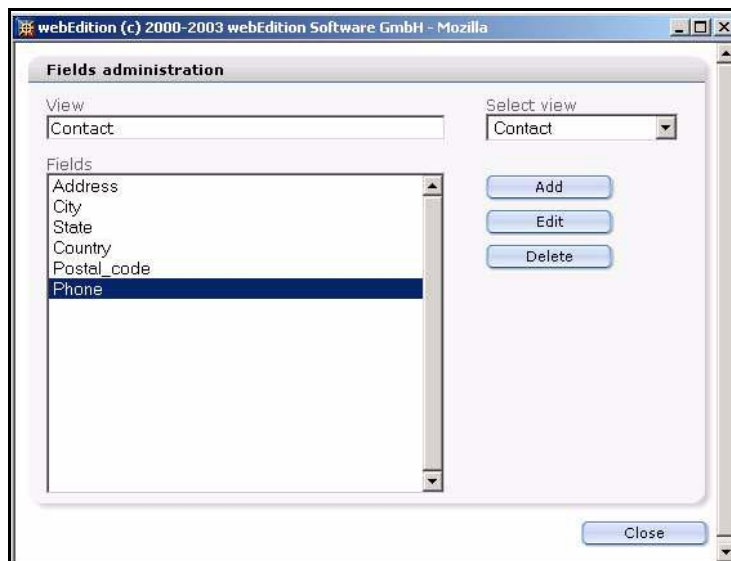 webEdition (c) 2000-2003 webEdition Software GmbH - Mozilla
Fields administration
View
Select view
Contact
Contact
Fields
Address
City
State
Country
Postal_code
Phone
Add
Edit
Delete
Close